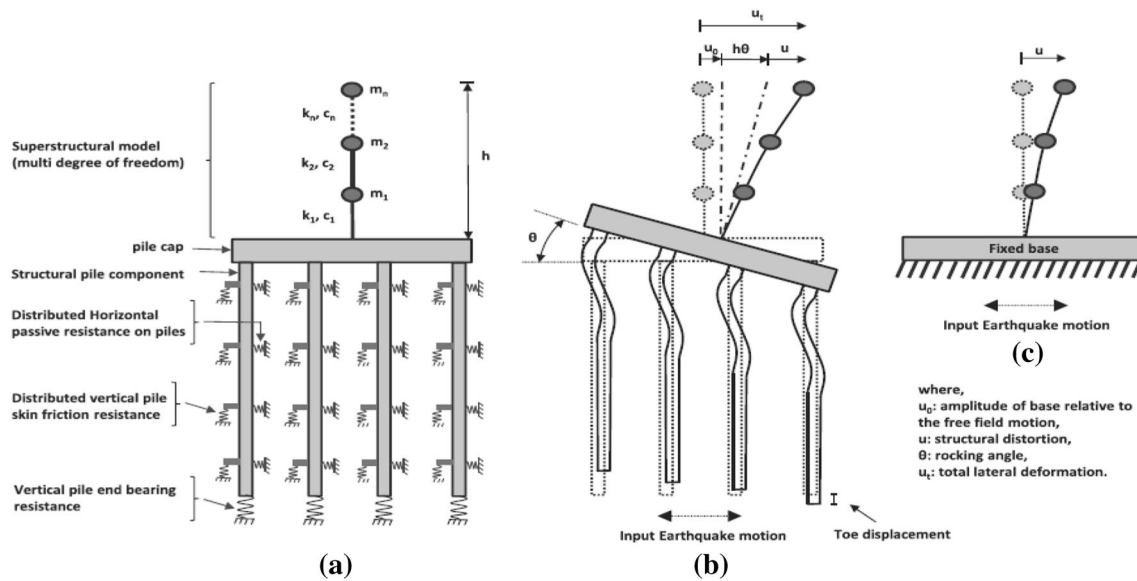 mₙ
kₙ, cₙ
m₂
k₂, c₂
m₁
k₁, c₁
h
Superstructural model
(multi degree of freedom)
pile cap
Structural pile component
Distributed Horizontal
passive resistance on piles
Distributed vertical pile
skin friction resistance
Vertical pile end bearing
resistance
(a)
uₜ
u₀
hθ
u
θ
Input Earthquake motion
Toe displacement
(b)
u
Fixed base
Input Earthquake motion
(c)
where,
u₀: amplitude of base relative to
the free field motion,
u: structural distortion,
θ: rocking angle,
uₜ: total lateral deformation.